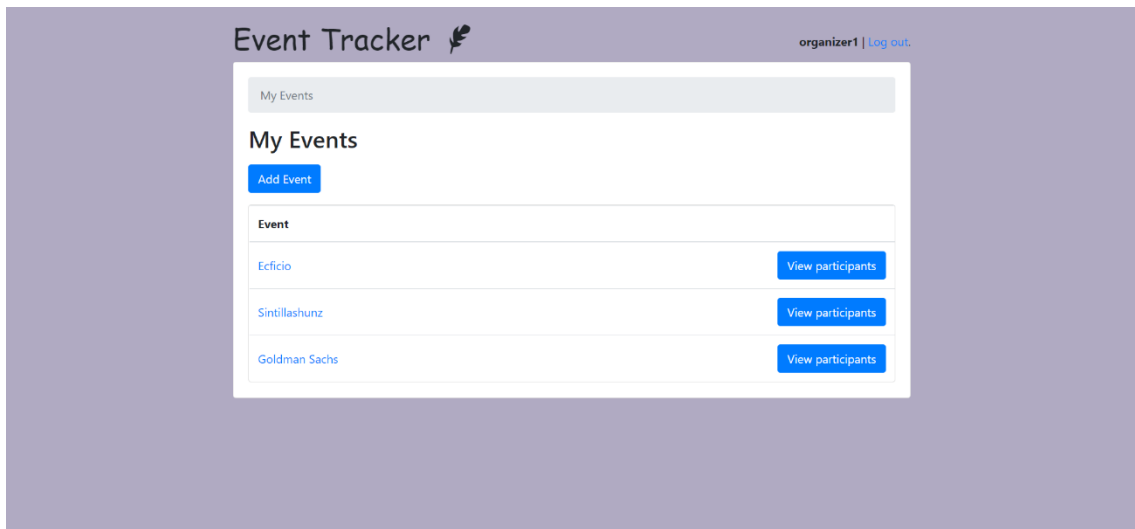 Event Tracker
organizer1 | Log out.
My Events
My Events
Add Event
Event
Ecficio
View participants
Sintillashunz
View participants
Goldman Sachs
View participants